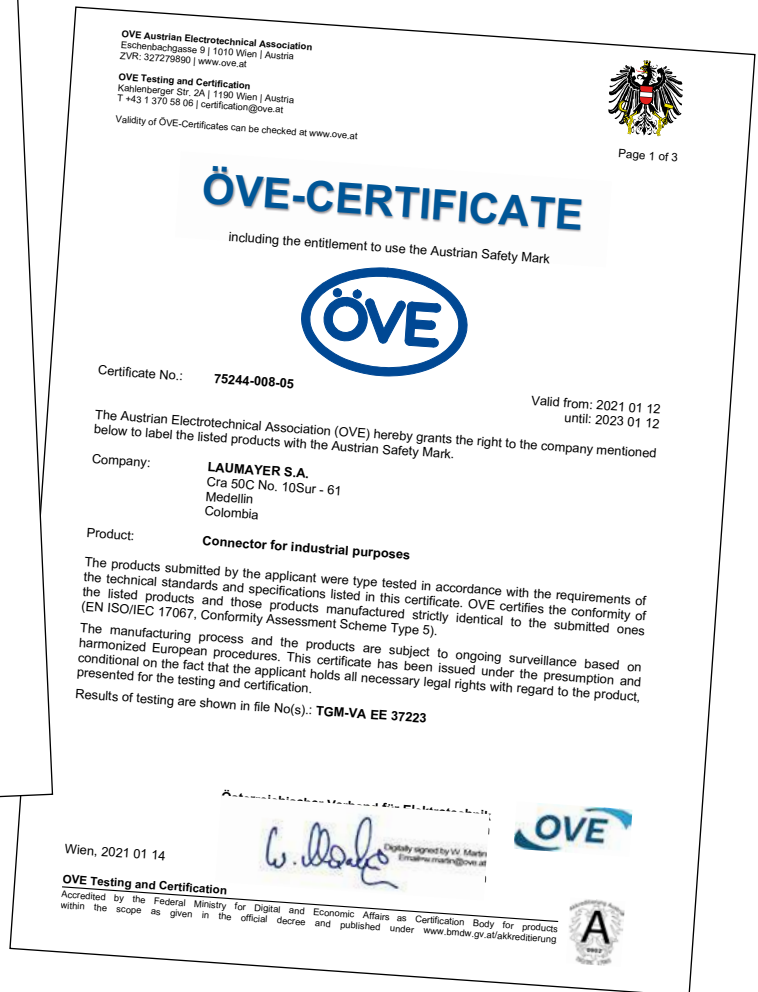 OVE Austrian Electrotechnical Association
Eschenbachgasse 9 | 1010 Wien | Austria
ZVR: 327279890 | www.ove.at
OVE Testing and Certification
Kahlenberger Str. 2A | 1190 Wien | Austria
T +43 1 370 58 06 | certification@ove.at
Validity of ÖVE-Certificates can be checked at www.ove.at
Page 1 of 3
ÖVE-CERTIFICATE
including the entitlement to use the Austrian Safety Mark
ÖVE
Certificate No.: 75244-008-05
Valid from: 2021 01 12
until: 2023 01 12
The Austrian Electrotechnical Association (OVE) hereby grants the right to the company mentioned
below to label the listed products with the Austrian Safety Mark.
Company: LAUMAYER S.A.
Cra 50C No. 10Sur - 61
Medellin
Colombia
Product: Connector for industrial purposes
The products submitted by the applicant were type tested in accordance with the requirements of
the technical standards and specifications listed in this certificate. OVE certifies the conformity of
the listed products and those products manufactured strictly identical to the submitted ones
(EN ISO/IEC 17067, Conformity Assessment Scheme Type 5).
The manufacturing process and the products are subject to ongoing surveillance based on
harmonized European procedures. This certificate has been issued under the presumption and
conditional on the fact that the applicant holds all necessary legal rights with regard to the product,
presented for the testing and certification.
Results of testing are shown in file No(s).: TGM-VA EE 37223
Digitally signed by W. Martin
Email=w.martin@ove.at
OVE
Wien, 2021 01 14
OVE Testing and Certification
Accredited by the Federal Ministry for Digital and Economic Affairs as Certification Body for products
within the scope as given in the official decree and published under www.bmdw.gv.at/akkreditierung
A